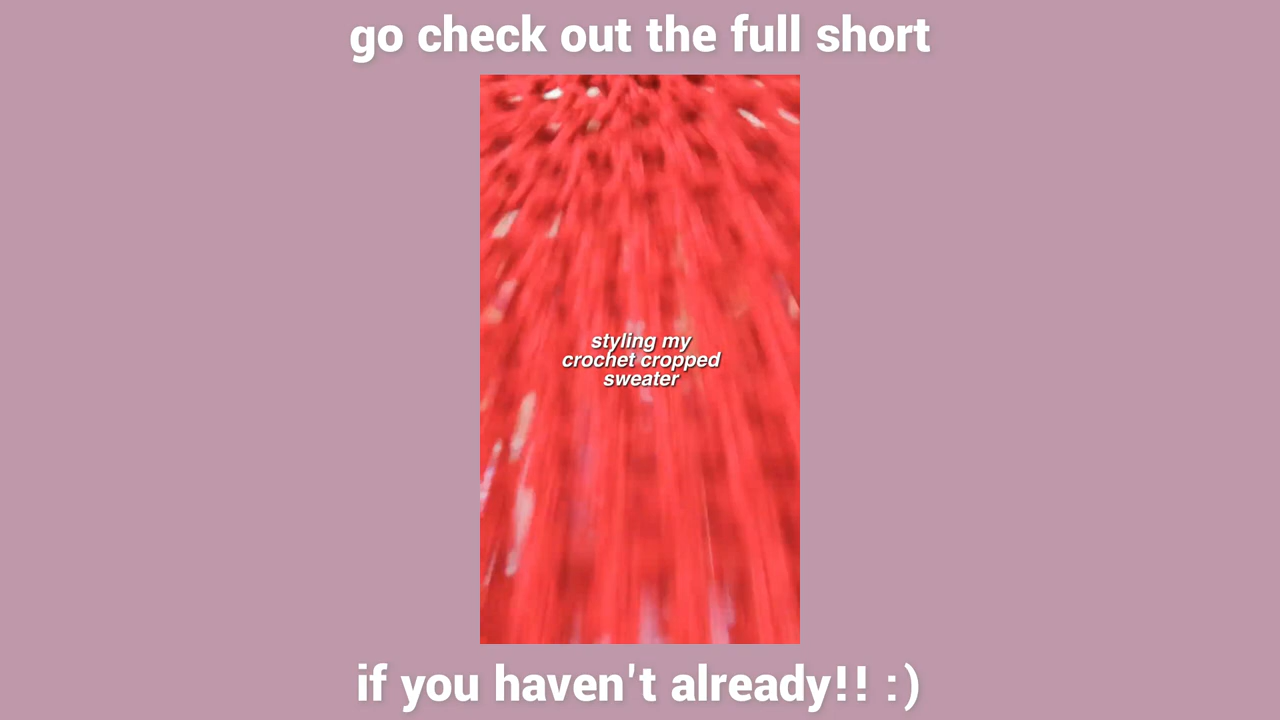 go check out the full short
styling my
crochet cropped
sweater
if you haven't already!! :)